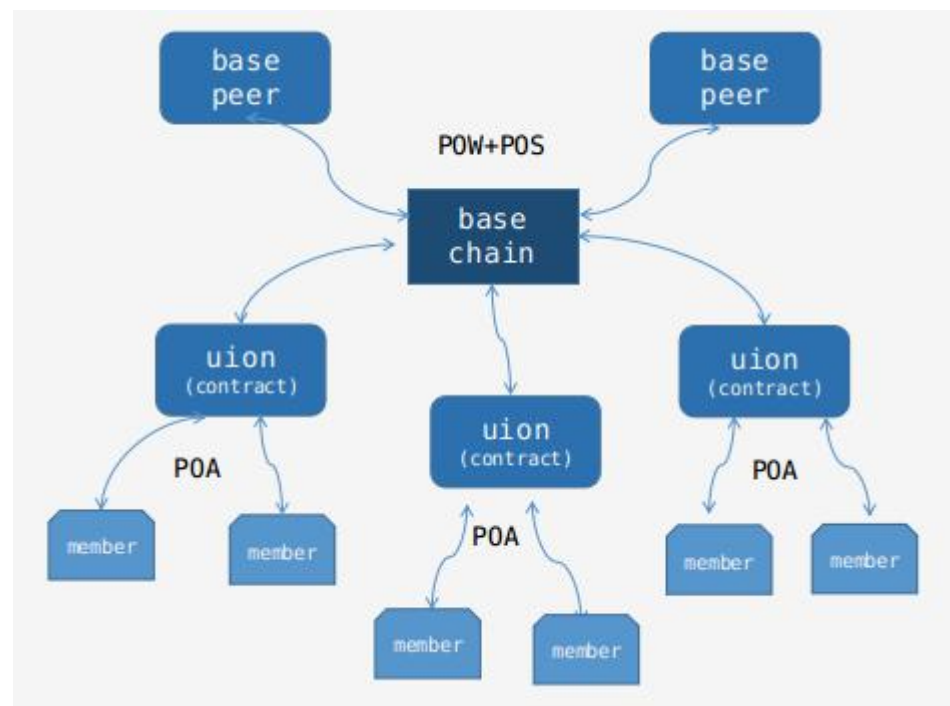 base
peer
base
peer
POW+POS
base
chain
uion
(contract)
uion
(contract)
uion
(contract)
POA
POA
POA
member
member
member
member
member
member